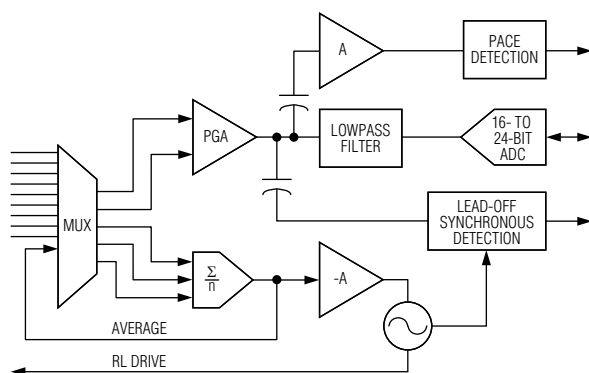 A
PACE
DETECTION
PGA
LOWPASS
FILTER
16- TO
24-BIT
ADC
MUX
LEAD-OFF
SYNCHRONOUS
DETECTION
Σ
n
-A
AVERAGE
RL DRIVE